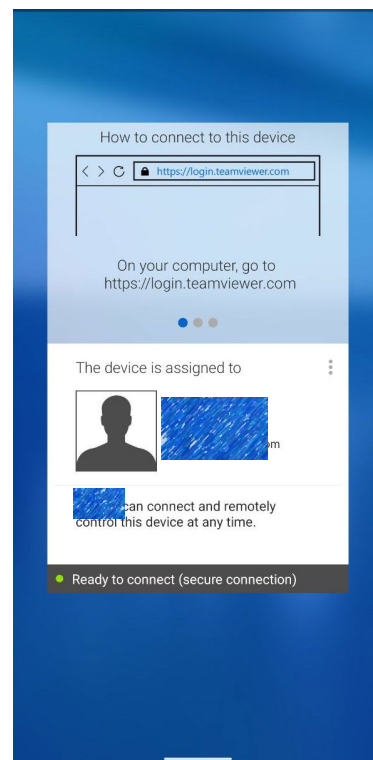 How to connect to this device
https://login.teamviewer.com
On your computer, go to
https://login.teamviewer.com
The device is assigned to
om
can connect and remotely
control this device at any time.
Ready to connect (secure connection)